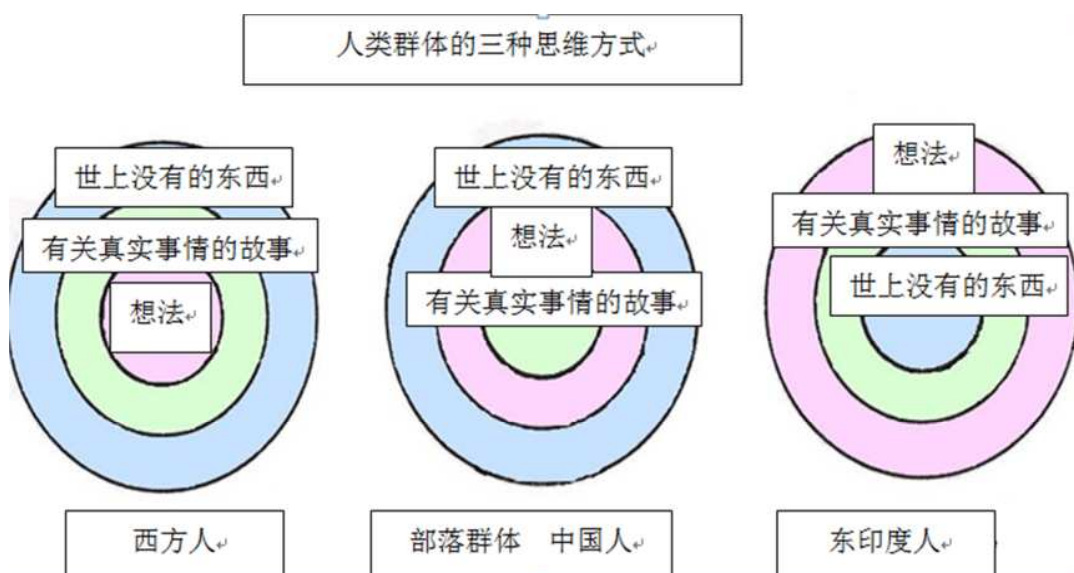 人类群体的三种思维方式
世上没有的东西
有关真实事情的故事
想法
西方人
世上没有的东西
想法
有关真实事情的故事
部落群体 中国人
想法
有关真实事情的故事
世上没有的东西
东印度人